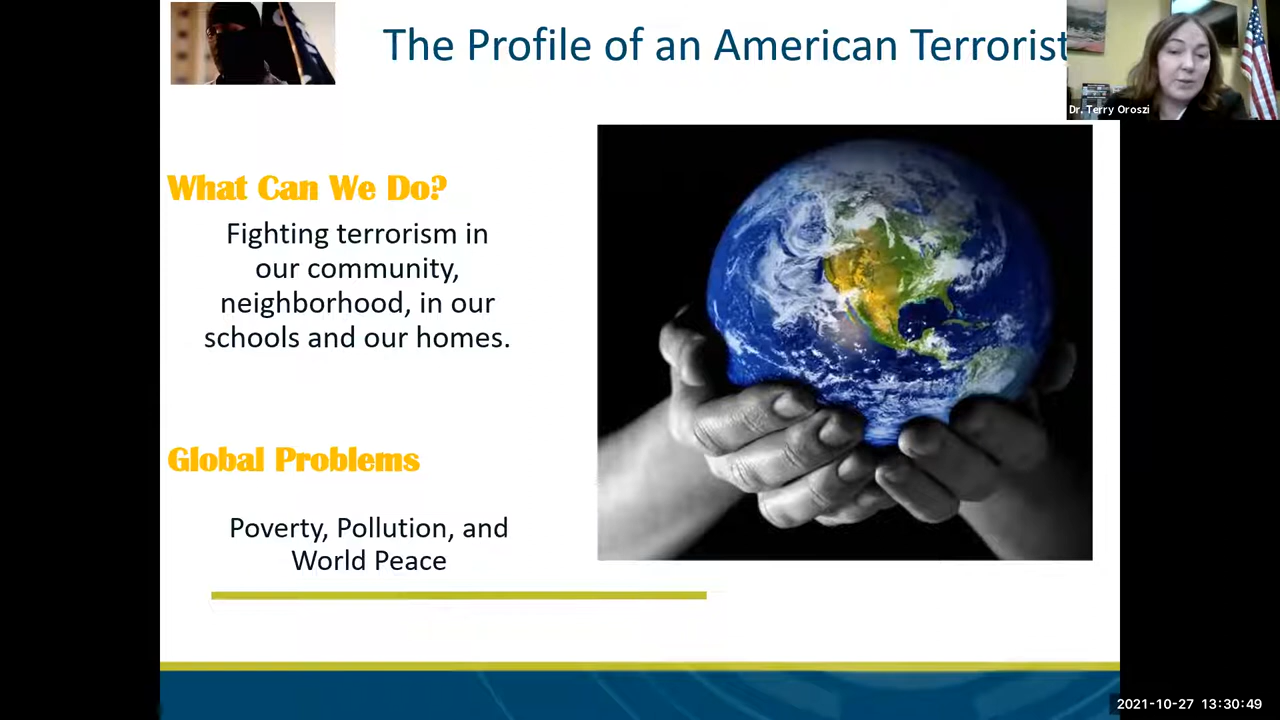 The Profile of an American Terrorist
Dr. Terry Oroszi
What Can We Do?
Fighting terrorism in
our community,
neighborhood, in our
schools and our homes.
Global Problems
Poverty, Pollution, and
World Peace
2021-10-27 13:30:49